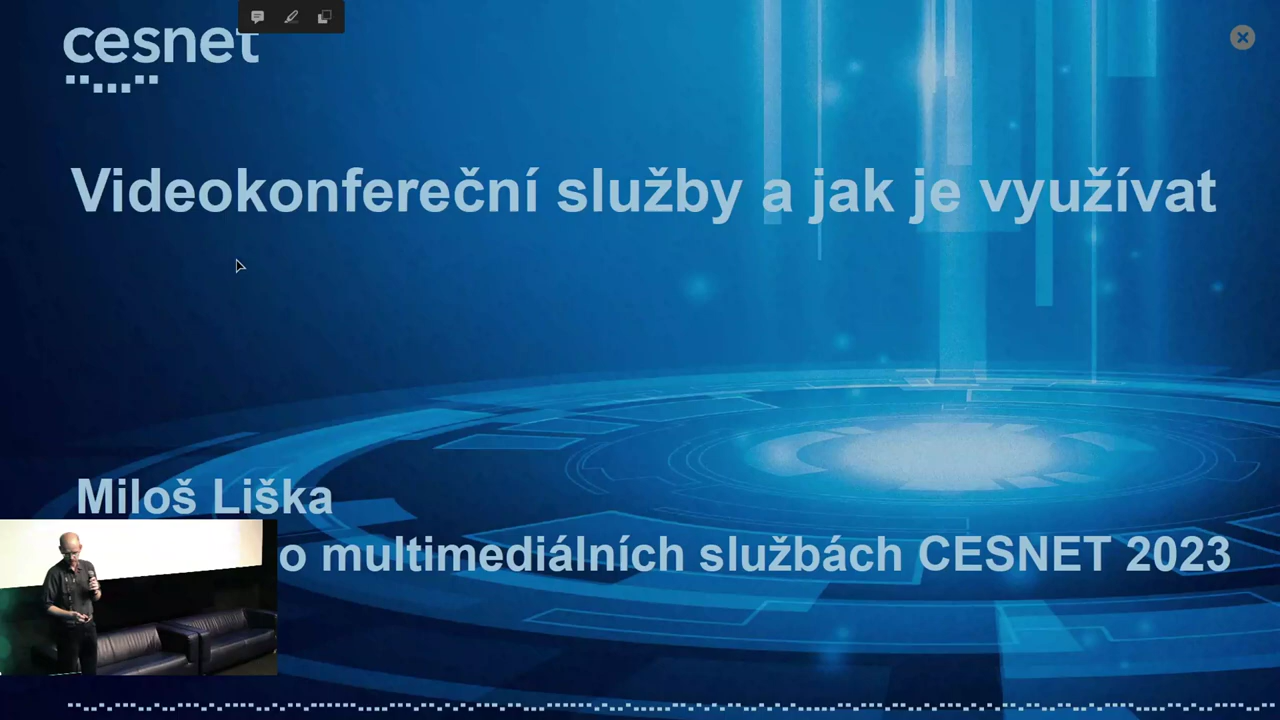 cesnet
Videokonfereční služby a jak je využívat
Miloš Liška
o multimediálních službách CESNET 2023